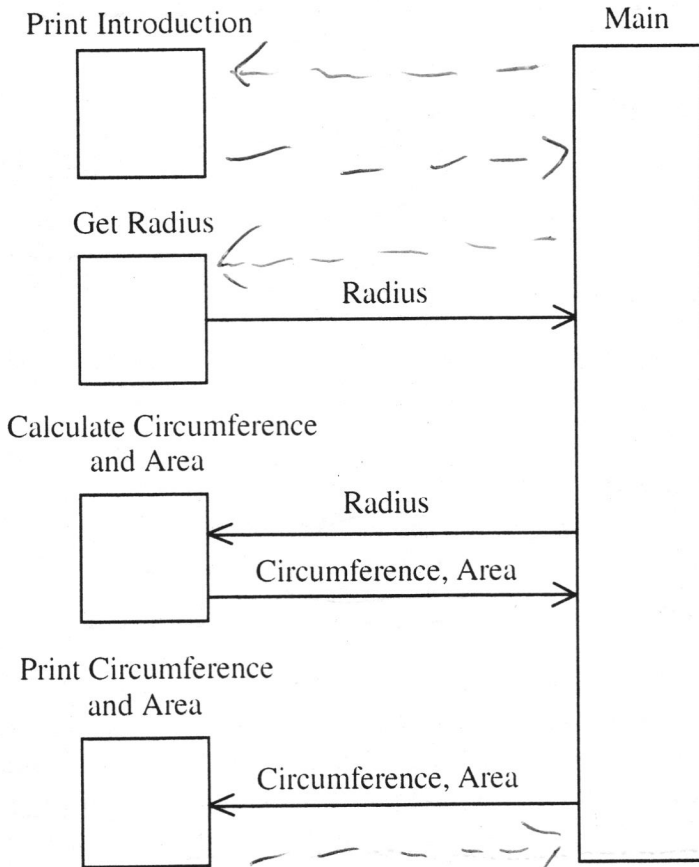 Print Introduction
Main
Get Radius
Radius
Calculate Circumference
and Area
Radius
Circumference, Area
Print Circumference
and Area
Circumference, Area